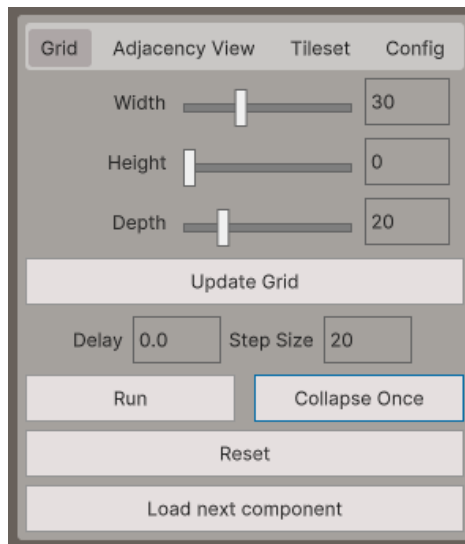 Grid Adjacency View Tileset Config
Width 30
Height 0
Depth 20
Update Grid
Delay 0.0 Step Size 20
Run Collapse Once
Reset
Load next component